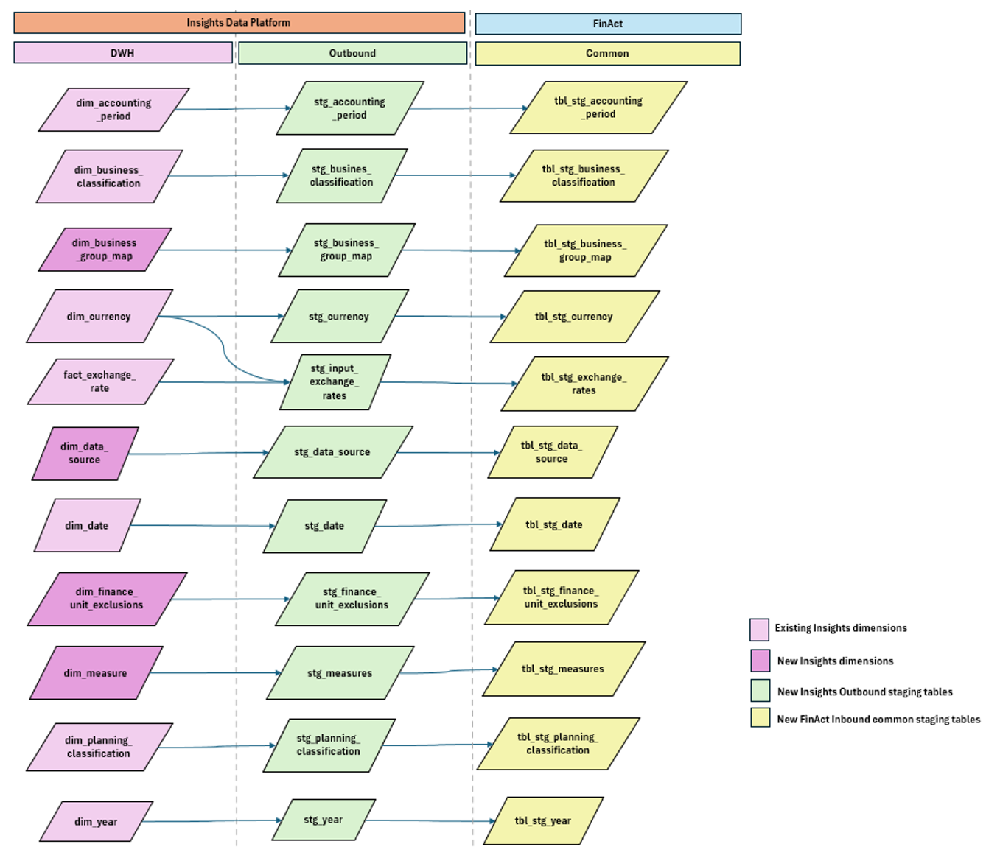 Insights Data Platform
FinAct
DWH
Outbound
Common
dim_accounting
_period
stg_accounting
_period
tbl_stg_accounting
_period
dim_business_
classification
stg_busines_
classification
tbl_stg_business_
classification
dim_business
_group_map
stg_business_
group_map
tbl_stg_business_
group_map
dim_currency
stg_currency
tbl_stg_currency
fact_exchange_
rate
stg_input_
exchange_
rates
tbl_stg_exchange_
rates
dim_data_
source
stg_data_source
tbl_stg_data_
source
dim_date
stg_date
tbl_stg_date
dim_finance_
unit_exclusions
stg_finance_
unit_exclusions
tbl_stg_finance_
unit_exclusions
dim_measure
stg_measures
tbl_stg_measures
dim_planning_
classification
stg_planning_
classification
tbl_stg_planning_
classification
dim_year
stg_year
tbl_stg_year
Existing Insights dimensions
New Insights dimensions
New Insights Outbound staging tables
New FinAct Inbound common staging tables